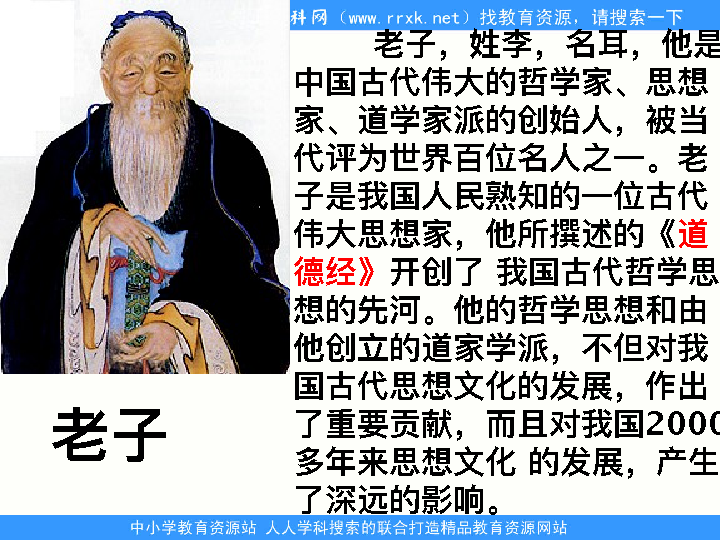 科网（www.rrxk.net）找教育资源，请搜索一下
老子，姓李，名耳，他是
中国古代伟大的哲学家、思想
家、道学家派的创始人，被当
代评为世界百位名人之一。老
子是我国人民熟知的一位古代
伟大思想家，他所撰述的《道
德经》开创了 我国古代哲学思
想的先河。他的哲学思想和由
他创立的道家学派，不但对我
国古代思想文化的发展，作出
了重要贡献，而且对我国2000
多年来思想文化 的发展，产生
了深远的影响。
老子
中小学教育资源站 人人学科搜索的联合打造精品教育资源网站